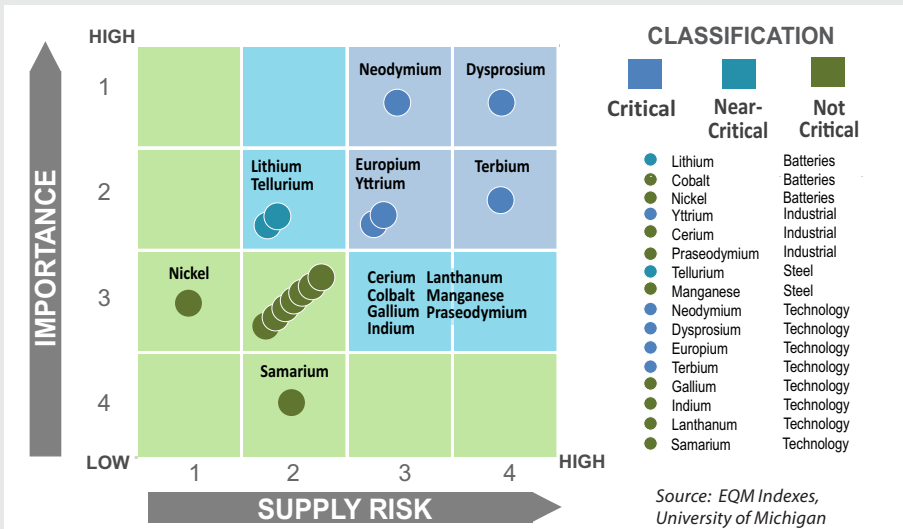 HIGH
IMPORTANCE
LOW
1
2
3
4
Neodymium
Dysprosium
Lithium
Tellurium
Europium
Yttrium
Terbium
Nickel
Cerium Lanthanum
Colbalt Manganese
Gallium Praseodymium
Indium
Samarium
1 2 3 4
HIGH
SUPPLY RISK
CLASSIFICATION
Critical
Near-
Critical
Not
Critical
Lithium Batteries
Cobalt Batteries
Nickel Batteries
Yttrium Industrial
Cerium Industrial
Praseodymium Industrial
Tellurium Steel
Manganese Steel
Neodymium Technology
Dysprosium Technology
Europium Technology
Terbium Technology
Gallium Technology
Indium Technology
Lanthanum Technology
Samarium Technology
Source: EQM Indexes,
University of Michigan